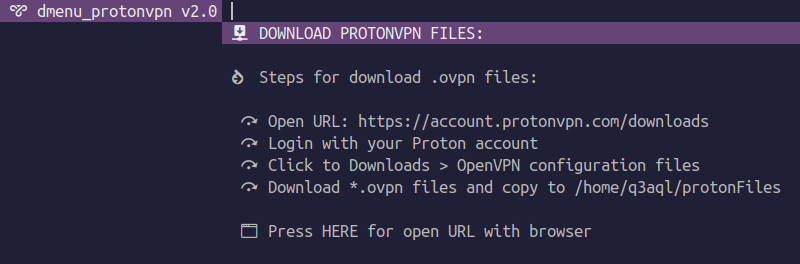 dmenu_protonvpn v2.0
DOWNLOAD PROTONVPN FILES:
Steps for download .ovpn files:
Open URL: https://account.protonvpn.com/downloads
Login with your Proton account
Click to Downloads > OpenVPN configuration files
Download *.ovpn files and copy to /home/q3aql/protonFiles
Press HERE for open URL with browser